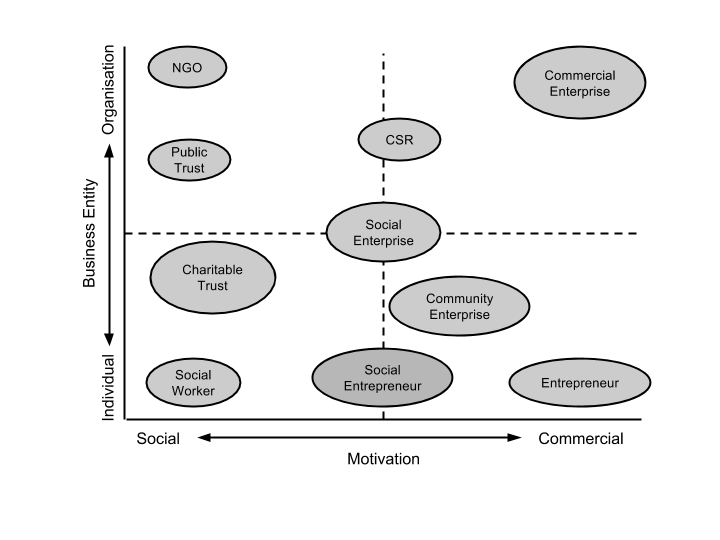 Organisation
Business Entity
Individual
NGO
Commercial
Enterprise
CSR
Public
Trust
Social
Enterprise
Charitable
Trust
Community
Enterprise
Social
Worker
Social
Entrepreneur
Entrepreneur
Social
Commercial
Motivation